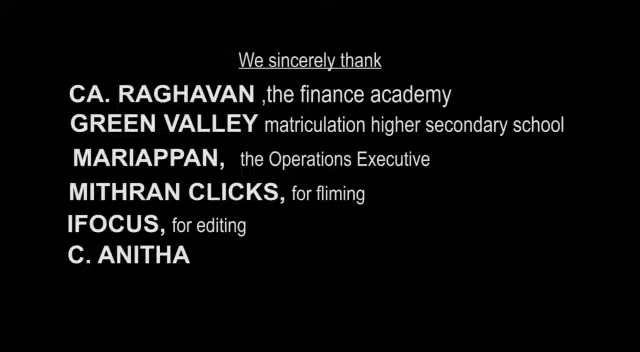 We sincerely thank
CA. RAGHAVAN ,the finance academy
GREEN VALLEY matriculation higher secondary school
MARIAPPAN, the Operations Executive
MITHRAN CLICKS, for fliming
IFOCUS, for editing
C. ANITHA